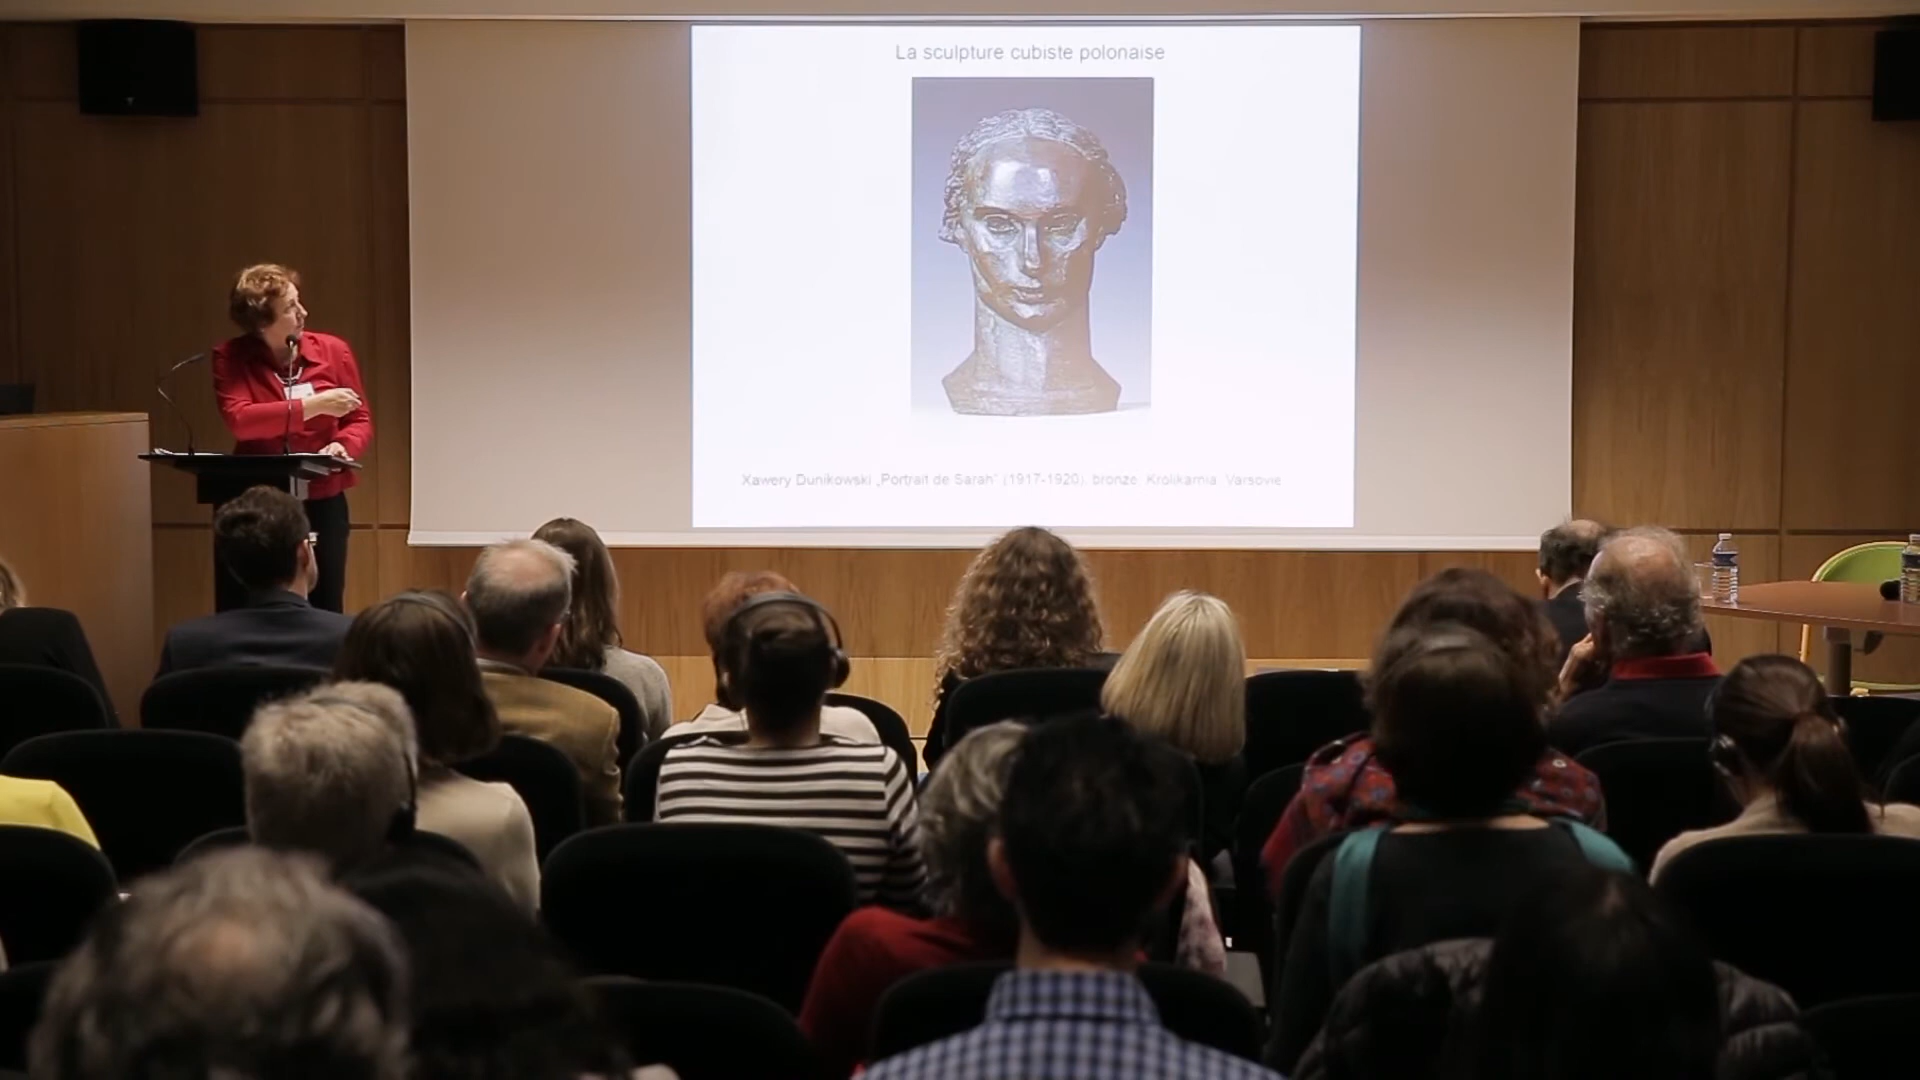 La sculpture cubiste polonaise
Xawery Dunikowski „Portrait de Sarah” (1917-1920), bronze, Krolikarnia, Varsovie